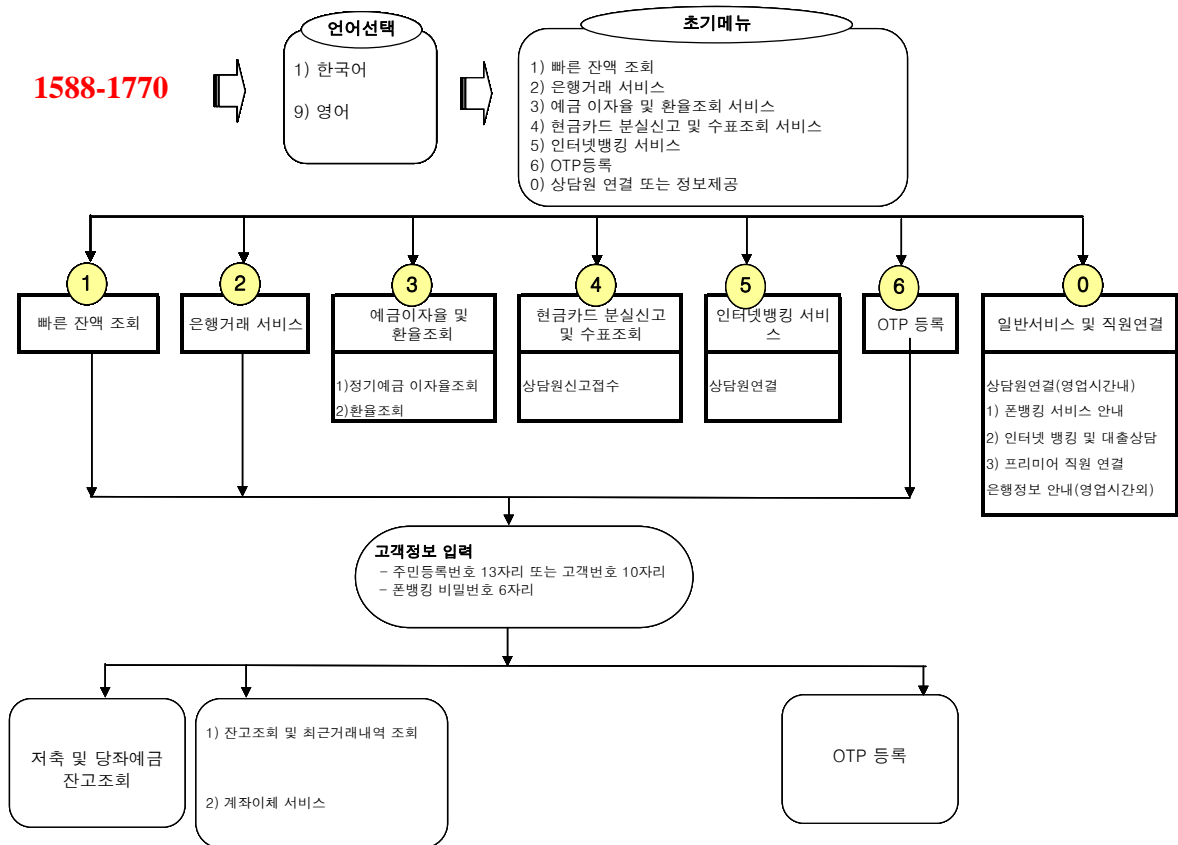 언어선택
초기메뉴
1588-1770
1) 한국어
9) 영어
1) 빠른 잔액 조회
2) 은행거래 서비스
3) 예금 이자율 및 환율조회 서비스
4) 현금카드 분실신고 및 수표조회 서비스
5) 인터넷뱅킹 서비스
6) OTP등록
0) 상담원 연결 또는 정보제공
1
빠른 잔액 조회
2
은행거래 서비스
3
예금이자율 및
환율조회
1)정기예금 이자율조회
2)환율조회
4
현금카드 분실신고
및 수표조회
상담원신고접수
5
인터넷뱅킹 서비
스
상담원연결
6
OTP 등록
0
일반서비스 및 직원연결
상담원연결(영업시간내)
1) 폰뱅킹 서비스 안내
2) 인터넷 뱅킹 및 대출상담
3) 프리미어 직원 연결
은행정보 안내(영업시간외)
고객정보 입력
- 주민등록번호 13자리 또는 고객번호 10자리
- 폰뱅킹 비밀번호 6자리
저축 및 당좌예금
잔고조회
1) 잔고조회 및 최근거래내역 조회
2) 계좌이체 서비스
OTP 등록